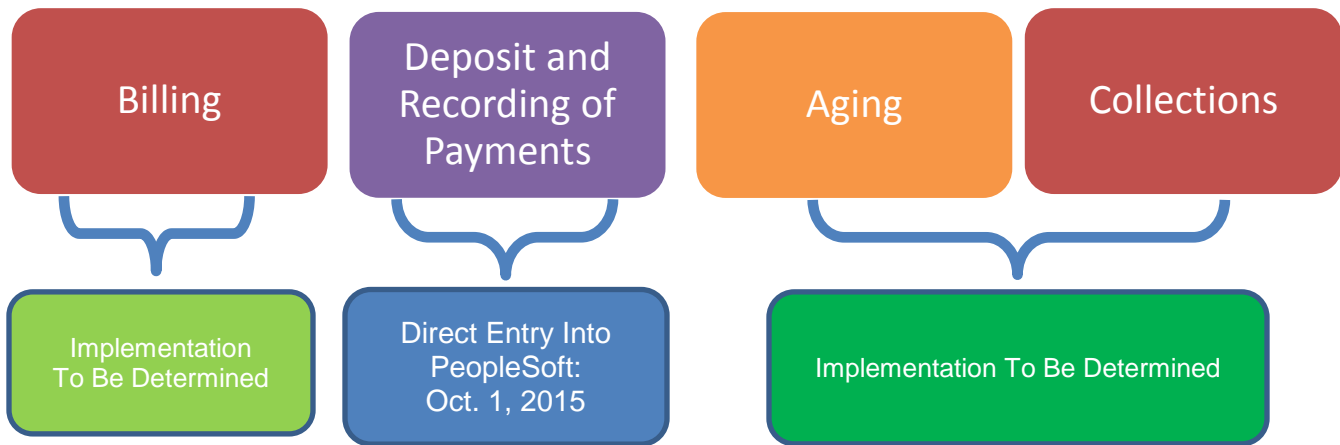 Billing
Deposit and
Recording of
Payments
Aging
Collections
Implementation
To Be Determined
Direct Entry Into
PeopleSoft:
Oct. 1, 2015
Implementation To Be Determined